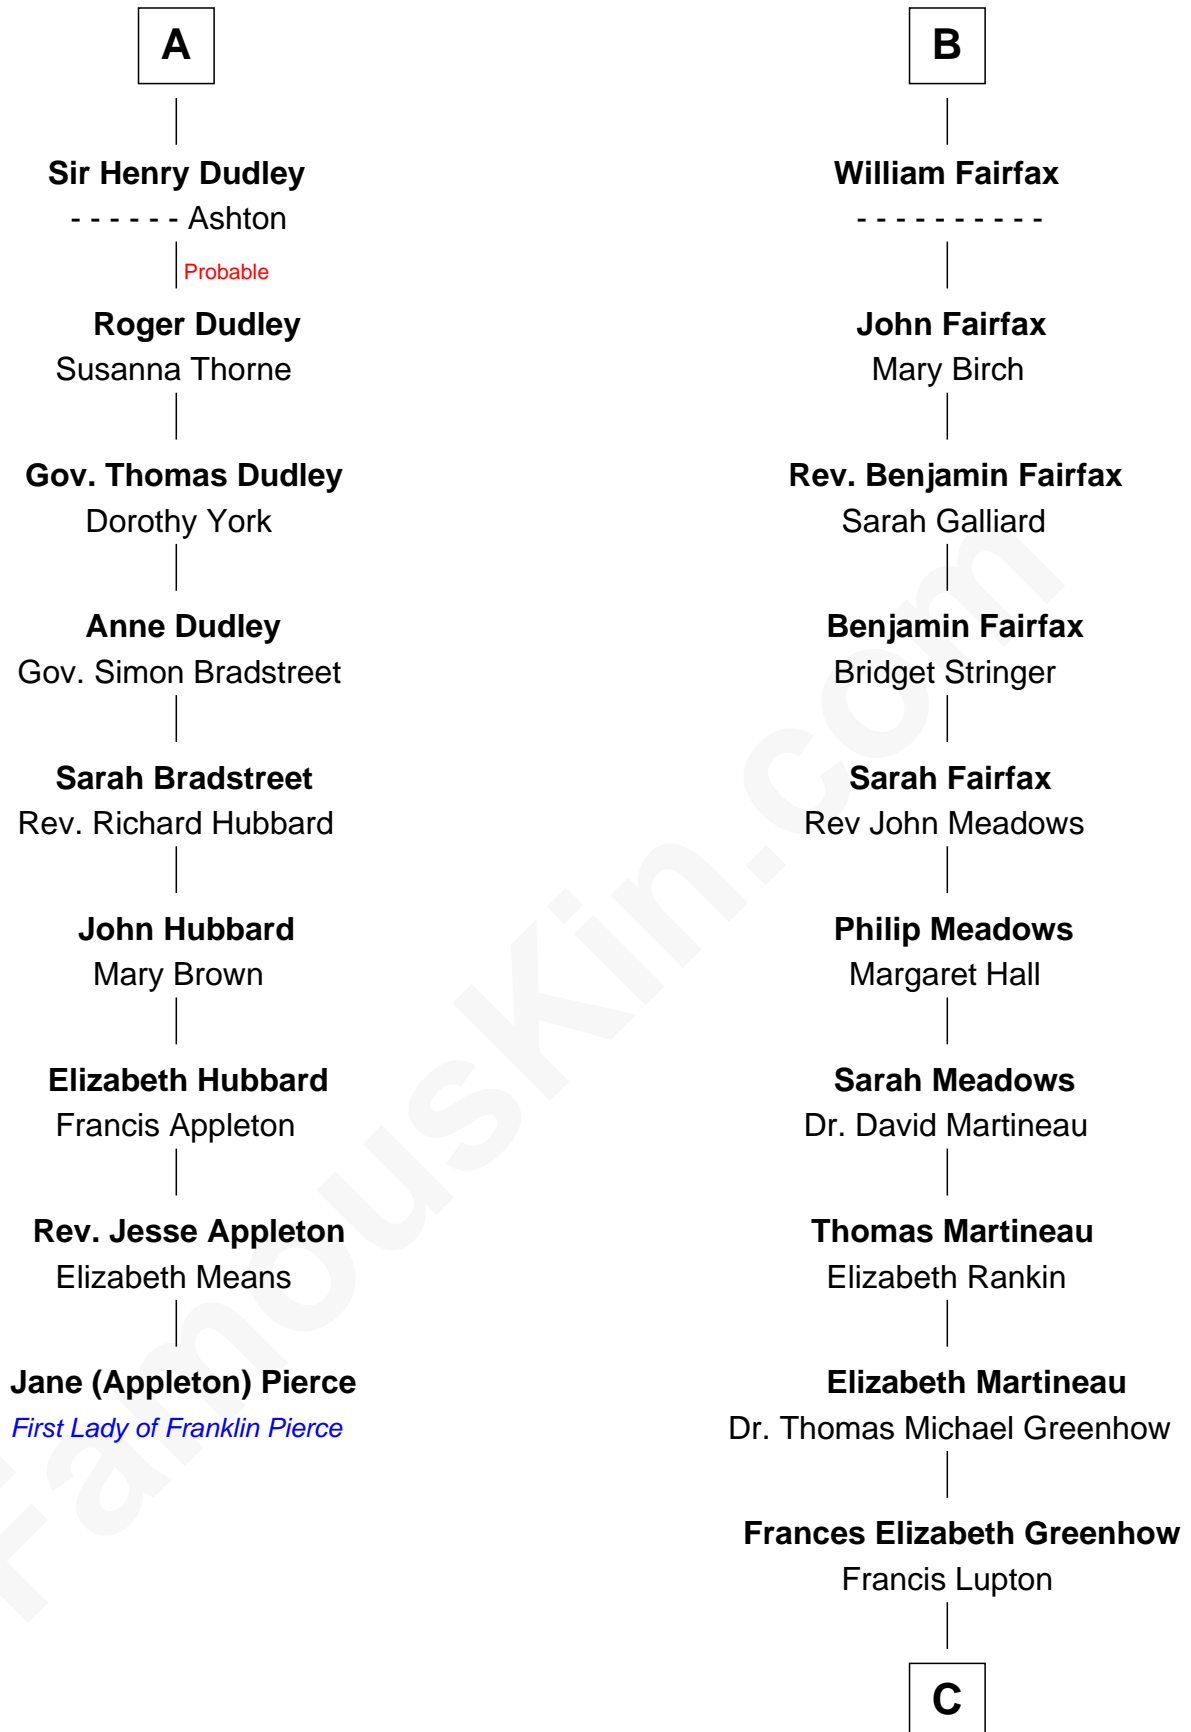 A
Sir Henry Dudley
- - - - - - Ashton
Probable
Roger Dudley
Susanna Thorne
Gov. Thomas Dudley
Dorothy York
Anne Dudley
Gov. Simon Bradstreet
Sarah Bradstreet
Rev. Richard Hubbard
John Hubbard
Mary Brown
Elizabeth Hubbard
Francis Appleton
Rev. Jesse Appleton
Elizabeth Means
Jane (Appleton) Pierce
First Lady of Franklin Pierce
B
William Fairfax
- - - - - - - - - -
John Fairfax
Mary Birch
Rev. Benjamin Fairfax
Sarah Galliard
Benjamin Fairfax
Bridget Stringer
Sarah Fairfax
Rev John Meadows
Philip Meadows
Margaret Hall
Sarah Meadows
Dr. David Martineau
Thomas Martineau
Elizabeth Rankin
Elizabeth Martineau
Dr. Thomas Michael Greenhow
Frances Elizabeth Greenhow
Francis Lupton
C
FamousKin.com